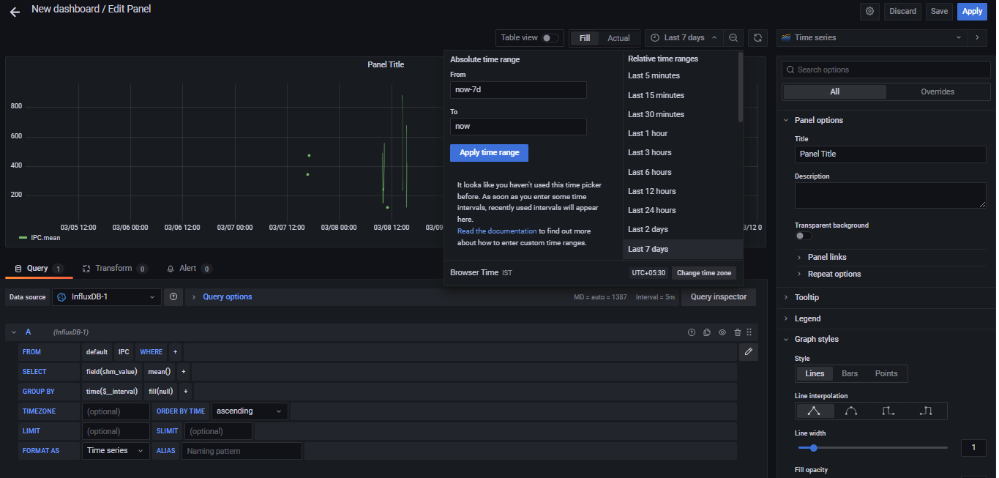 New dashboard / Edit Panel
Discard
Save
Apply
Table view
Fill
Actual
Last 7 days
Time series
Panel Title
800
600
400
200
03/05 12:00
03/06 00:00
03/06 12:00
03/07 00:00
03/07 12:00
03/08 00:00
03/08 12:00
03/09
3/12 0
IPC.mean
Absolute time range
From
now-7d
To
now
Apply time range
It looks like you haven't used this time picker
before. As soon as you enter some time
intervals, recently used intervals will appear
here.
Read the documentation to find out more
about how to enter custom time ranges.
Relative time ranges
Last 5 minutes
Last 15 minutes
Last 30 minutes
Last 1 hour
Last 3 hours
Last 6 hours
Last 12 hours
Last 24 hours
Last 2 days
Last 7 days
Browser Time IST
UTC+05:30
Change time zone
Query 1
Transform 0
Alert 0
Data source
InfluxDB-1
Query options
MD = auto = 1387
Interval = 5m
Query inspector
A
(InfluxDB-1)
FROM default IPC WHERE +
SELECT field(shm_value) mean() +
GROUP BY time($__interval) fill(null) +
TIMEZONE (optional) ORDER BY TIME ascending
LIMIT (optional) SLIMIT (optional)
FORMAT AS Time series ALIAS Naming pattern
Search options
All
Overrides
Panel options
Title
Panel Title
Description
Transparent background
Panel links
Repeat options
Tooltip
Legend
Graph styles
Style
Lines
Bars
Points
Line interpolation
Line width
1
Fill opacity